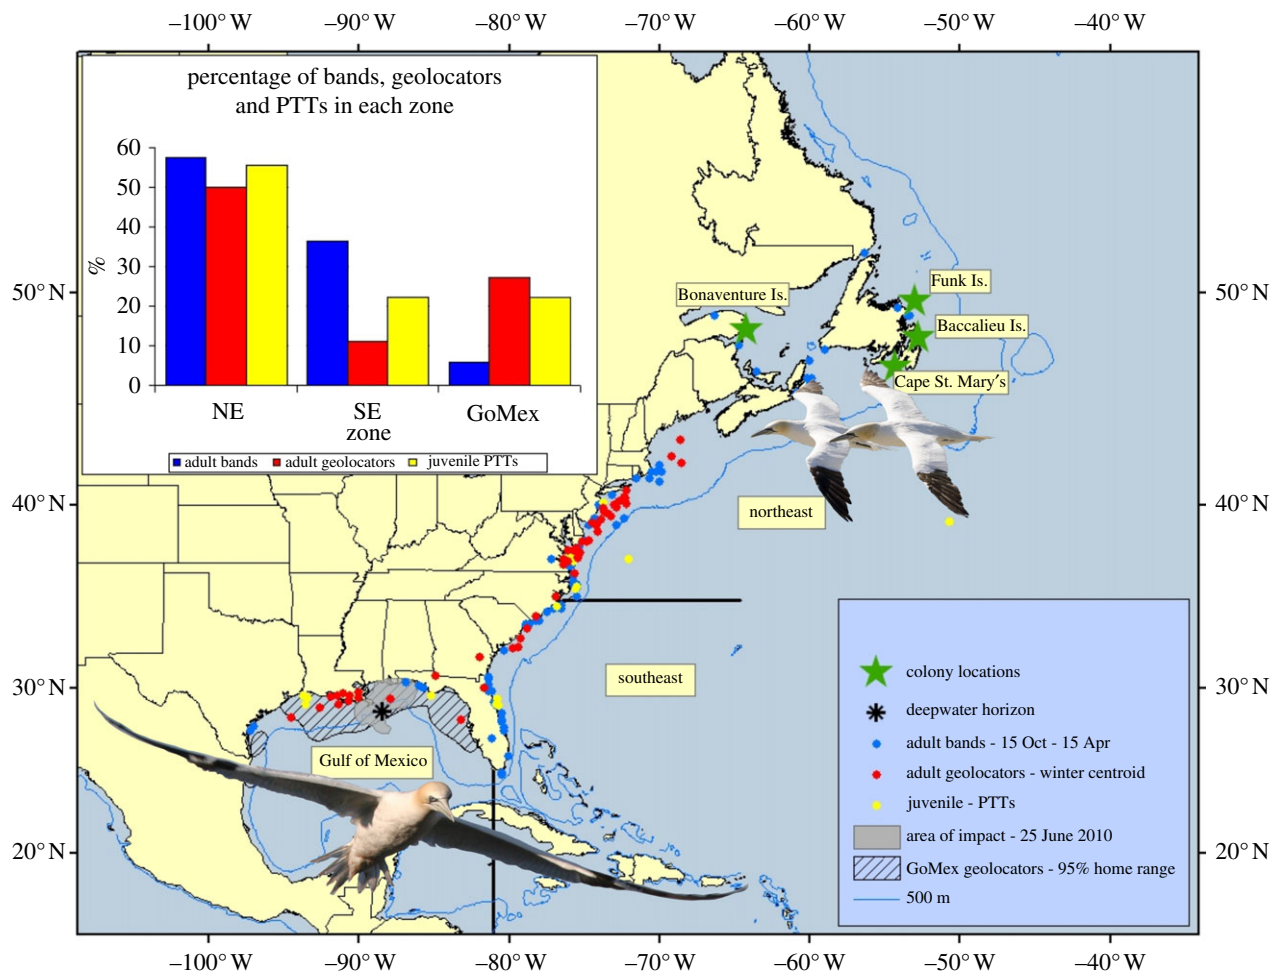 –100° W –90° W –80° W –70° W –60° W –50° W –40° W
percentage of bands, geolocators
and PTTs in each zone
60
50
40
30
20
10
0
%
NE SE GoMex
zone
adult bands adult geolocators juvenile PTTs
50° N
40° N
30° N
20° N
50° N
40° N
30° N
20° N
Bonaventure Is.
Funk Is.
Baccalieu Is.
Cape St. Mary's
northeast
southeast
Gulf of Mexico
colony locations
deepwater horizon
adult bands - 15 Oct - 15 Apr
adult geolocators - winter centroid
juvenile - PTTs
area of impact - 25 June 2010
GoMex geolocators - 95% home range
500 m
–100° W –90° W –80° W –70° W –60° W –50° W –40° W